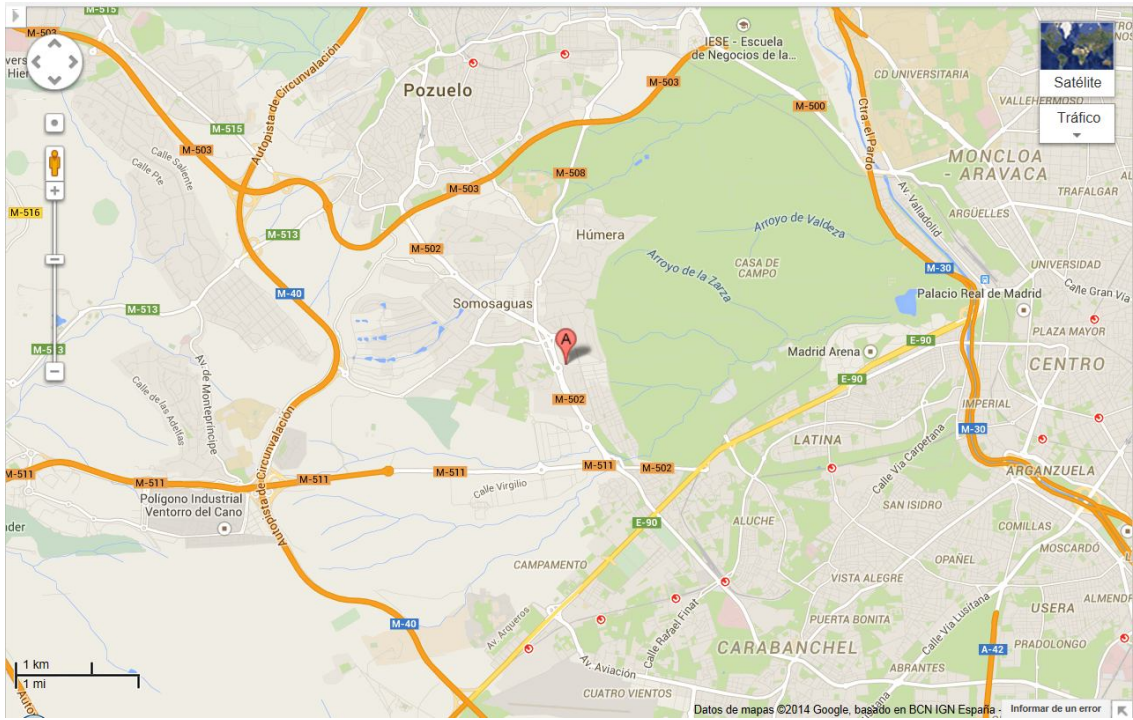 M-503
M-515
IESE - Escuela
de Negocios de la...
CD UNIVERSITARIA
Satélite
Tráfico
VALLEHERMOSO
Autopista de Circunvalación
Pozuelo
M-503
M-500
Ctra. el Pardo
M-515
M-503
Calle Saliente
Calle Pte
MONCLOA
- ARAVACA
TRAFALGAR
M-508
M-503
Av. Valladolid
ARGÜELLES
M-516
M-513
Húmera
Arroyo de Valdeza
M-502
Arroyo de la Zarza
CASA DE
CAMPO
M-30
UNIVERSIDAD
M-40
Somosaguas
Palacio Real de Madrid
Calle Gran Vía
M-513
PLAZA MAYOR
A
E-90
M-513
Madrid Arena
CENTRO
Av. de Monteprincipe
E-90
M-502
Calle de las Adelfas
IMPERIAL
M-30
LATINA
Calle Vía Carpetana
Autopista de Circunvalación
M-511
M-511
M-511
M-511
M-511
M-502
ARGANZUELA
Calle Virgilio
Polígono Industrial
Ventorro del Cano
SAN ISIDRO
E-90
ALUCHE
COMILLAS
MOSCARDÓ
OPAÑEL
CAMPAMENTO
VISTA ALEGRE
Calle Vía Lusitana
USERA
M-40
Av. Arqueros
Calle Rafael Finat
PUERTA BONITA
CARABANCHEL
A-42
PRADOLONGO
Av. Aviación
ABRANTES
1 km
1 mi
CUATRO VIENTOS
Datos de mapas ©2014 Google, basado en BCN IGN España -
Informar de un error